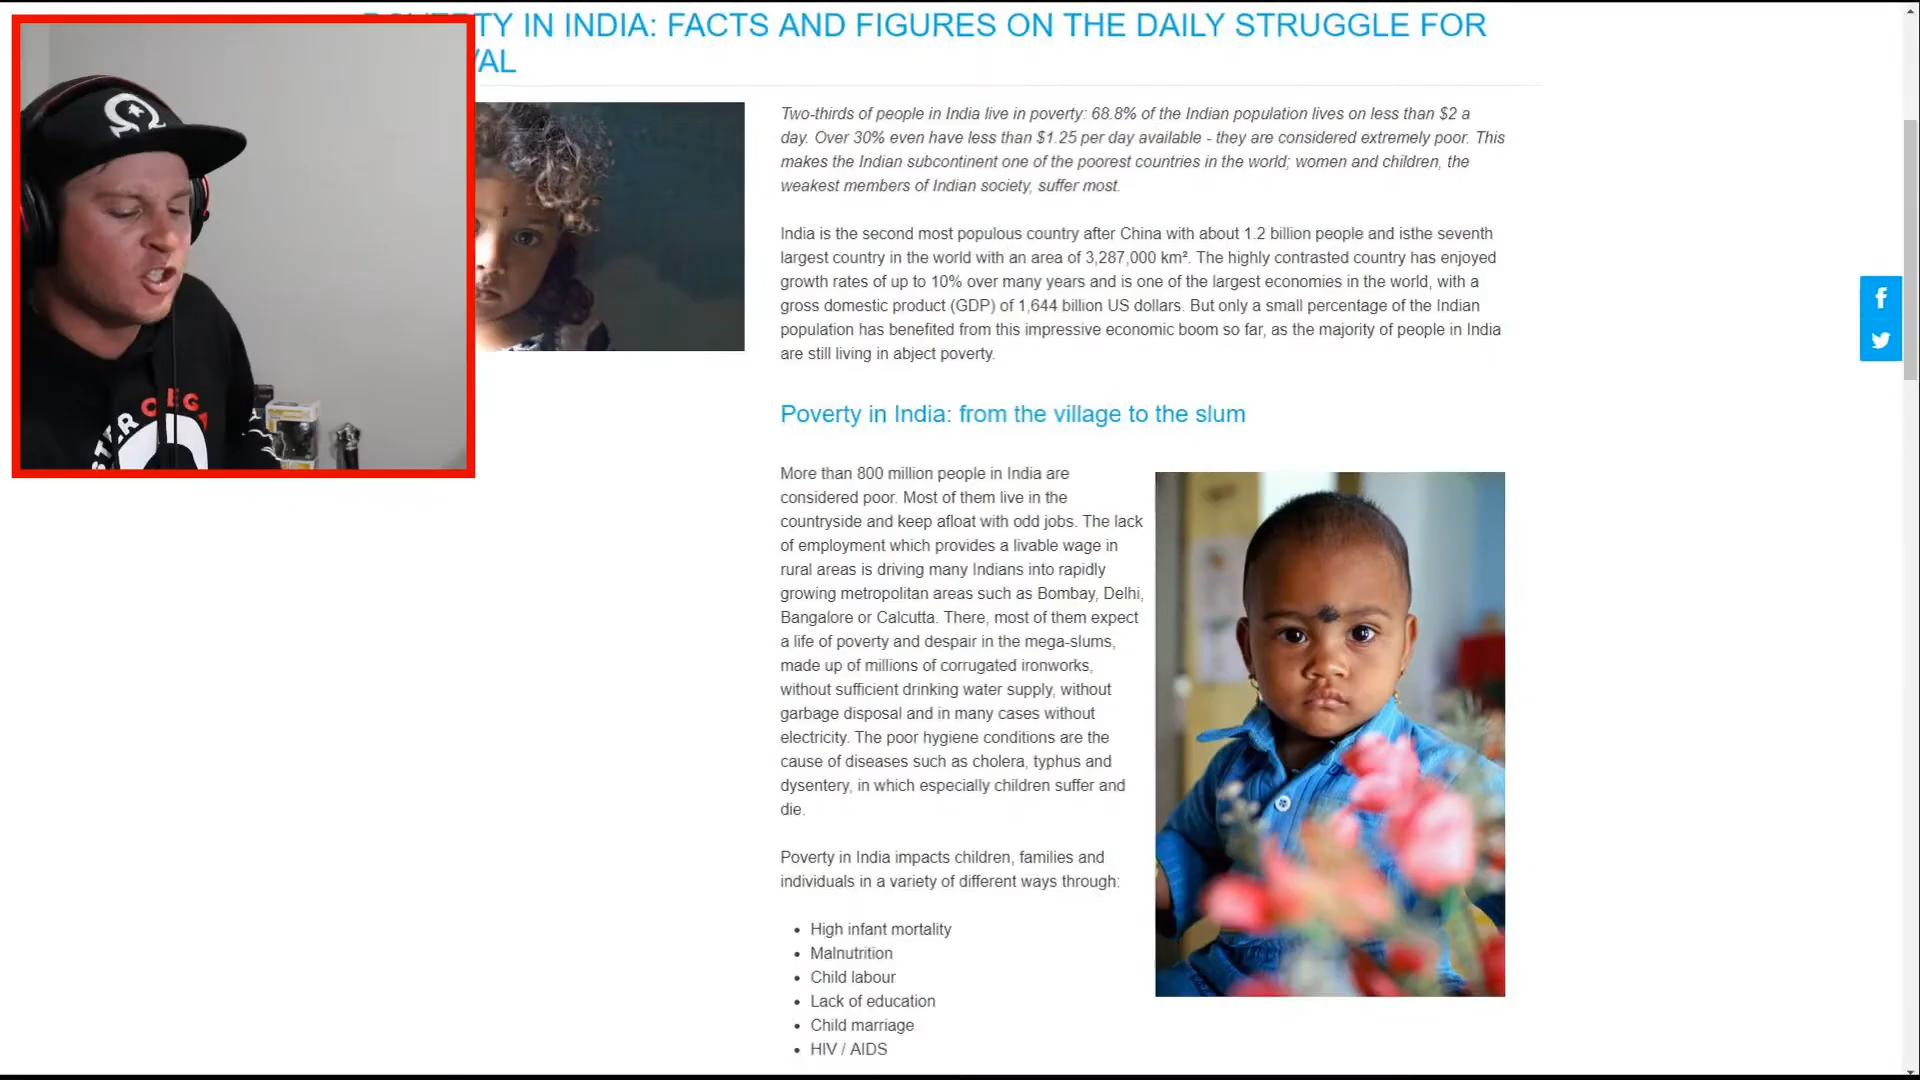 TY IN INDIA: FACTS AND FIGURES ON THE DAILY STRUGGLE FOR
VAL
Two-thirds of people in India live in poverty: 68.8% of the Indian population lives on less than $2 a
day. Over 30% even have less than $1.25 per day available - they are considered extremely poor. This
makes the Indian subcontinent one of the poorest countries in the world; women and children, the
weakest members of Indian society, suffer most.
India is the second most populous country after China with about 1.2 billion people and isthe seventh
largest country in the world with an area of 3,287,000 km². The highly contrasted country has enjoyed
growth rates of up to 10% over many years and is one of the largest economies in the world, with a
gross domestic product (GDP) of 1,644 billion US dollars. But only a small percentage of the Indian
population has benefited from this impressive economic boom so far, as the majority of people in India
are still living in abject poverty.
Poverty in India: from the village to the slum
More than 800 million people in India are
considered poor. Most of them live in the
countryside and keep afloat with odd jobs. The lack
of employment which provides a livable wage in
rural areas is driving many Indians into rapidly
growing metropolitan areas such as Bombay, Delhi,
Bangalore or Calcutta. There, most of them expect
a life of poverty and despair in the mega-slums,
made up of millions of corrugated ironworks,
without sufficient drinking water supply, without
garbage disposal and in many cases without
electricity. The poor hygiene conditions are the
cause of diseases such as cholera, typhus and
dysentery, in which especially children suffer and
die.
Poverty in India impacts children, families and
individuals in a variety of different ways through:
• High infant mortality
• Malnutrition
• Child labour
• Lack of education
• Child marriage
• HIV / AIDS